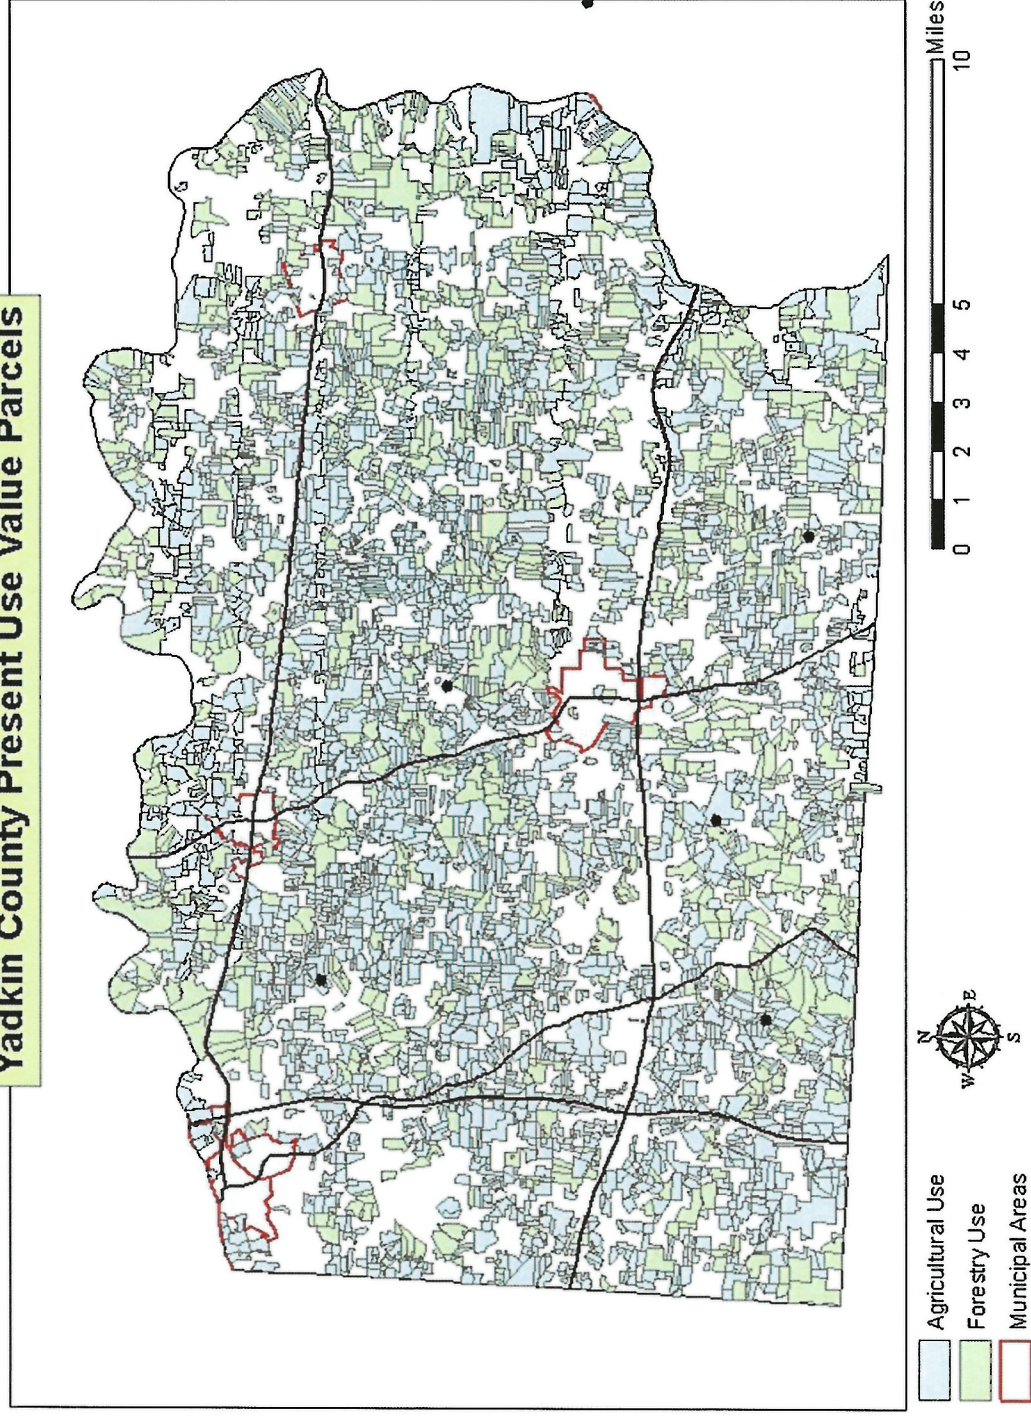 Yadkin County Present Use Value Parcels
N
W
E
S
0 1 2 3 4 5 10
Miles
Agricultural Use
Forestry Use
Municipal Areas